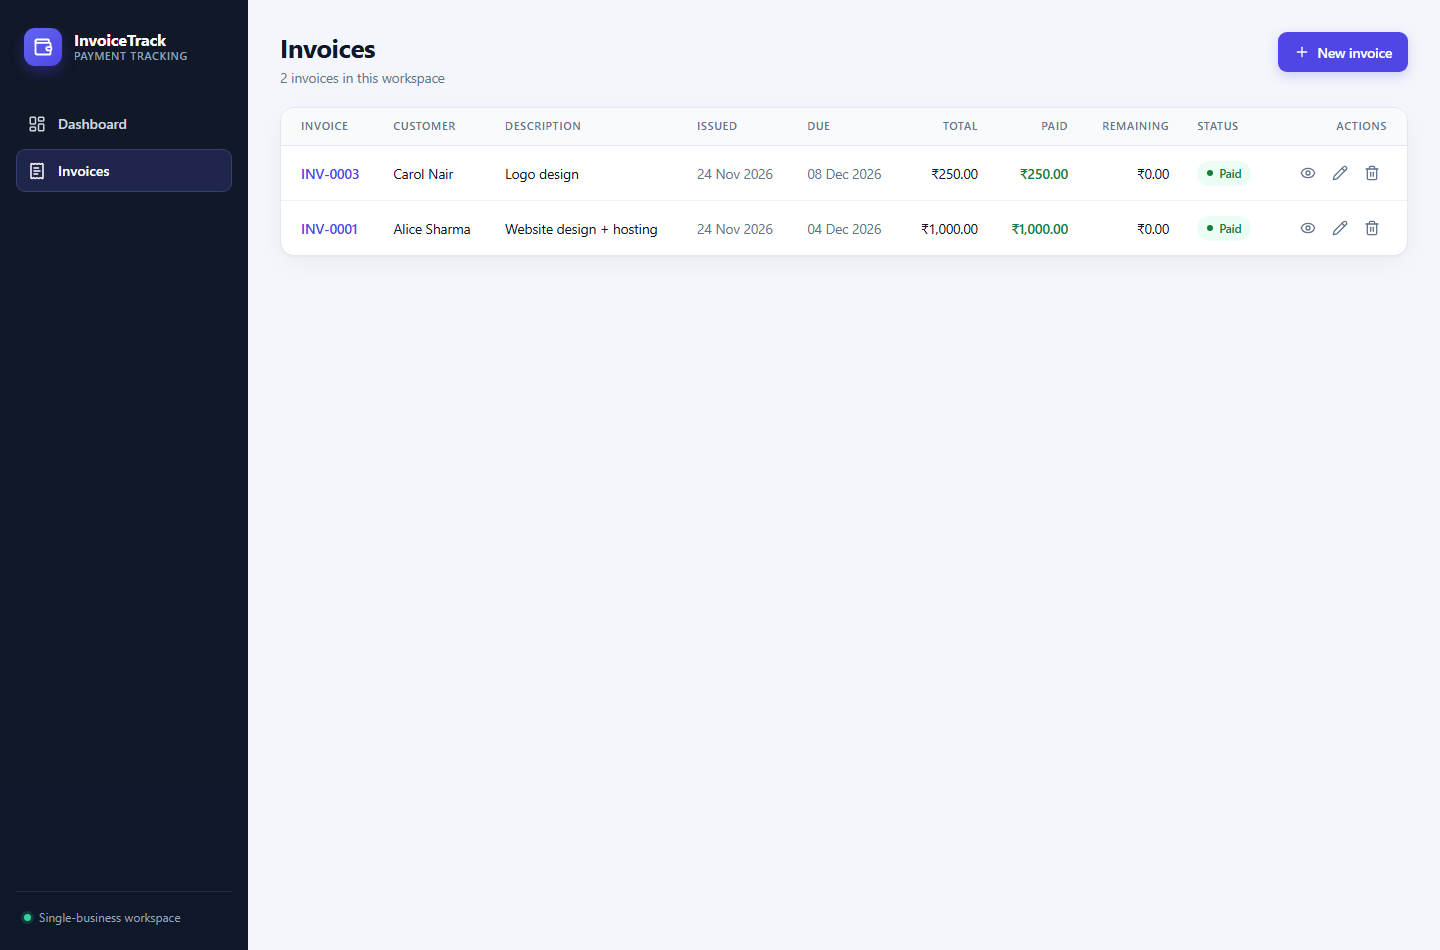 InvoiceTrack
PAYMENT TRACKING
Dashboard
Invoices
Single-business workspace
Invoices
2 invoices in this workspace
+ New invoice
INVOICE CUSTOMER DESCRIPTION ISSUED DUE TOTAL PAID REMAINING STATUS ACTIONS
INV-0003 Carol Nair Logo design 24 Nov 2026 08 Dec 2026 ₹250.00 ₹250.00 ₹0.00 Paid
INV-0001 Alice Sharma Website design + hosting 24 Nov 2026 04 Dec 2026 ₹1,000.00 ₹1,000.00 ₹0.00 Paid